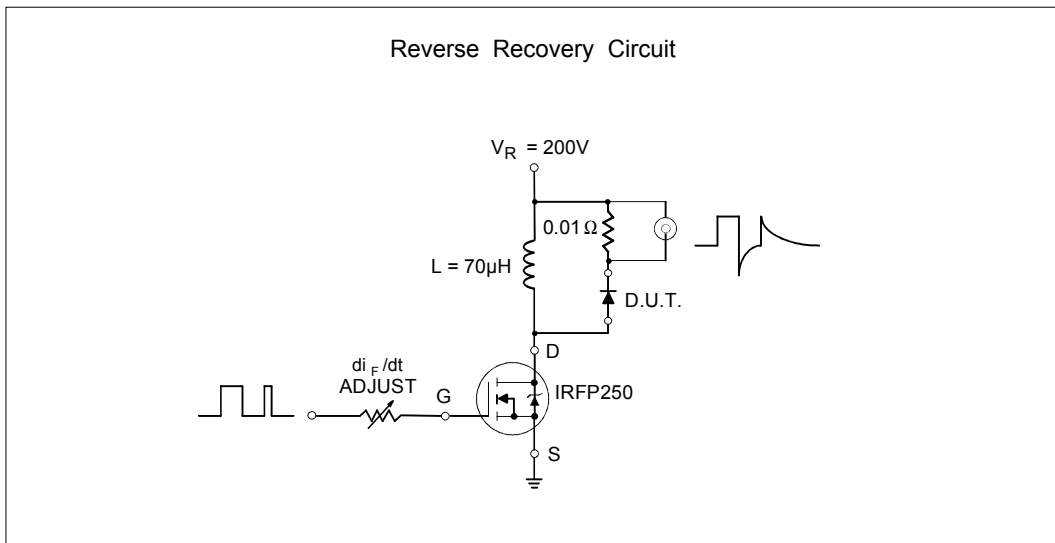 Reverse Recovery Circuit
V_R = 200V
0.01 Ω
L = 70µH
D.U.T.
di_F/dt
ADJUST
D
G
IRFP250
S